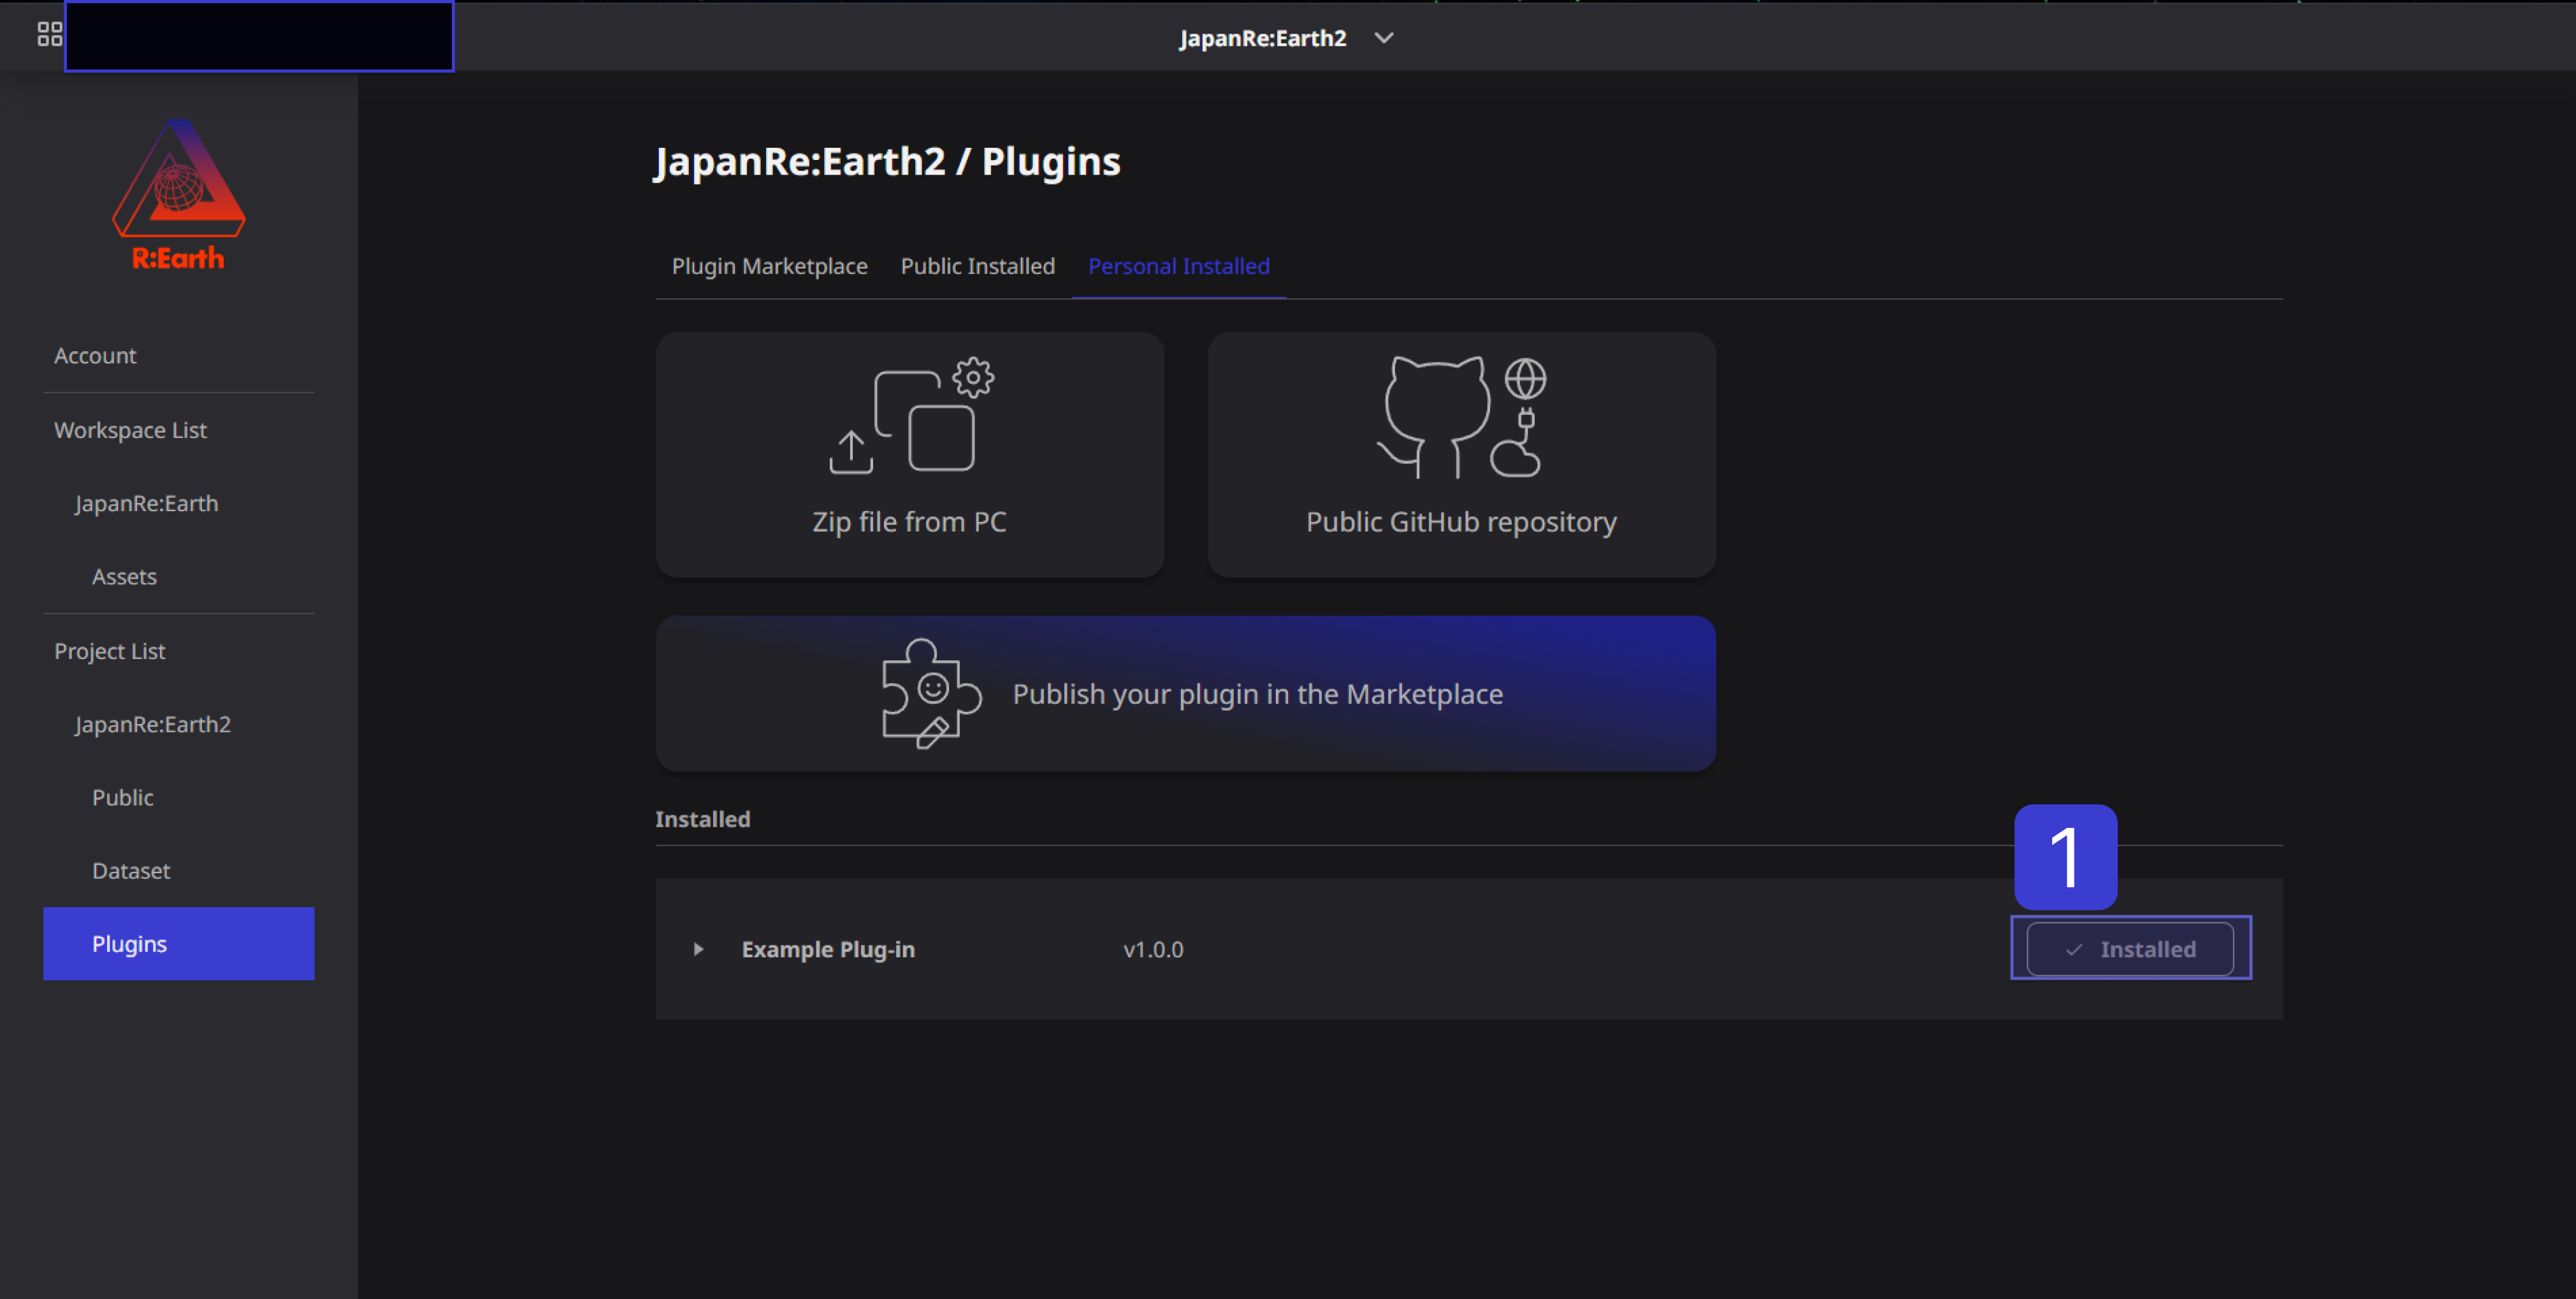 JapanRe:Earth2
R:Earth
Account
Workspace List
JapanRe:Earth
Assets
Project List
JapanRe:Earth2
Public
Dataset
Plugins
JapanRe:Earth2 / Plugins
Plugin Marketplace Public Installed Personal Installed
Zip file from PC
Public GitHub repository
Publish your plugin in the Marketplace
Installed
1
Example Plug-in v1.0.0 Installed